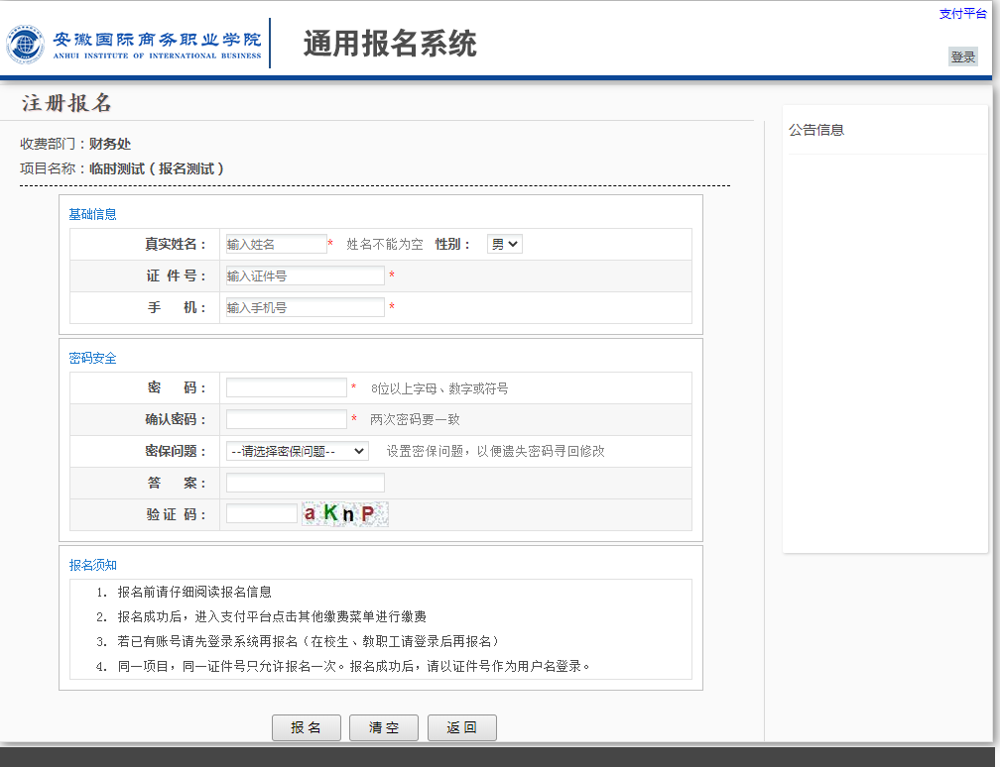 支付平台
安徽国际商务职业学院
ANHUI INSTITUTE OF INTERNATIONAL BUSINESS
通用报名系统
登录
注册报名
公告信息
收费部门：财务处
项目名称：临时测试（报名测试）
基础信息
真实姓名： 输入姓名 * 姓名不能为空 性别： 男
证 件 号： 输入证件号 *
手 机： 输入手机号 *
密码安全
密 码： * 8位以上字母、数字或符号
确认密码： * 两次密码要一致
密保问题： --请选择密保问题-- 设置密保问题，以便遗失密码寻回修改
答 案：
验 证 码： aKnP
报名须知
1. 报名前请仔细阅读报名信息
2. 报名成功后，进入支付平台点击其他缴费菜单进行缴费
3. 若已有账号请先登录系统再报名（在校生、教职工请登录后再报名）
4. 同一项目，同一证件号只允许报名一次。报名成功后，请以证件号作为用户名登录。
报 名 清 空 返 回